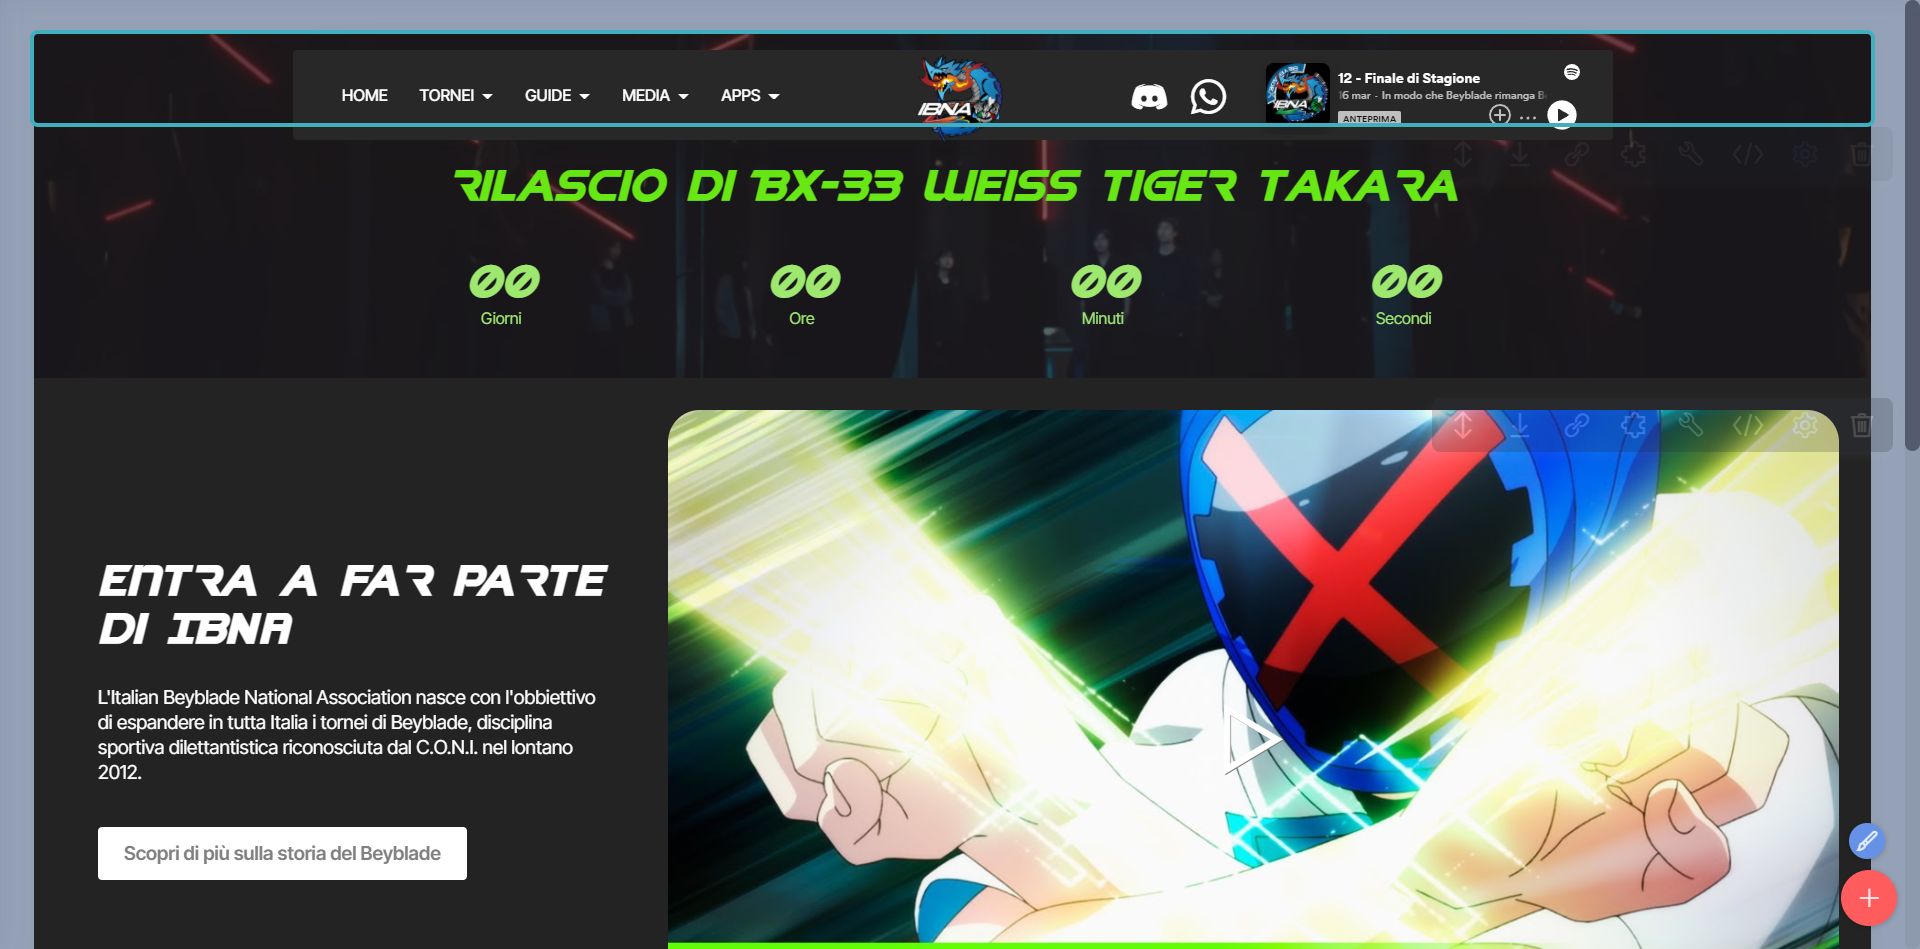 HOME TORNEI GUIDE MEDIA APPS
IBNA
IBNA
12 - Finale di Stagione
16 mar - In modo che Beyblade rimanga B
ANTEPRIMA
RILASCIO DI BX-33 WEISS TIGER TAKARA
00 00 00 00
Giorni Ore Minuti Secondi
ENTRA A FAR PARTE
DI IBNA
L'Italian Beyblade National Association nasce con l'obbiettivo
di espandere in tutta Italia i tornei di Beyblade, disciplina
sportiva dilettantistica riconosciuta dal C.O.N.I. nel lontano
2012.
Scopri di più sulla storia del Beyblade